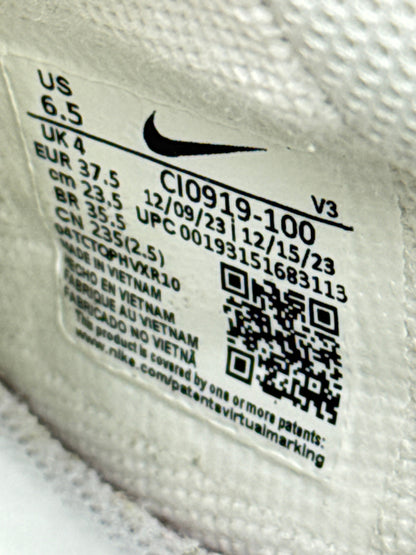 US
6.5
UK 4
EUR 37.5
cm 23.5
BR 35.5
CN 235(2.5)
CI0919-100
V3
12/09/23 | 12/15/23
UPC 00193151683113
04TCTOPHVXR10
MADE IN VIETNAM
HECHO EN VIETNAM
FABRIQUE AU VIETNAM
FABRICADO NO VIETNÃ
This product is covered by one or more patents:
www.nike.com/patentsvirtualmarking